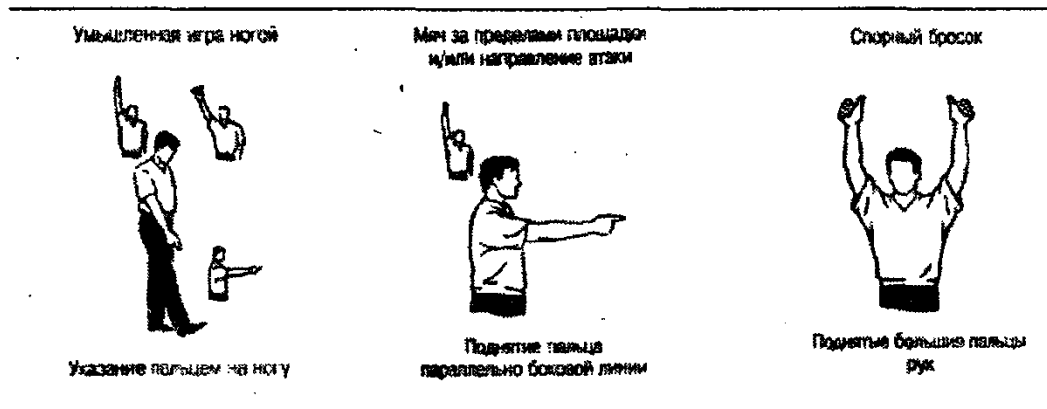 Умышленная игра ногой
Мяч за пределами площадки
и/или направление атаки
Спорный бросок
Указание пальцем на ногу
Поднятие пальца
параллельно боковой линии
Поднятые большие пальцы
рук